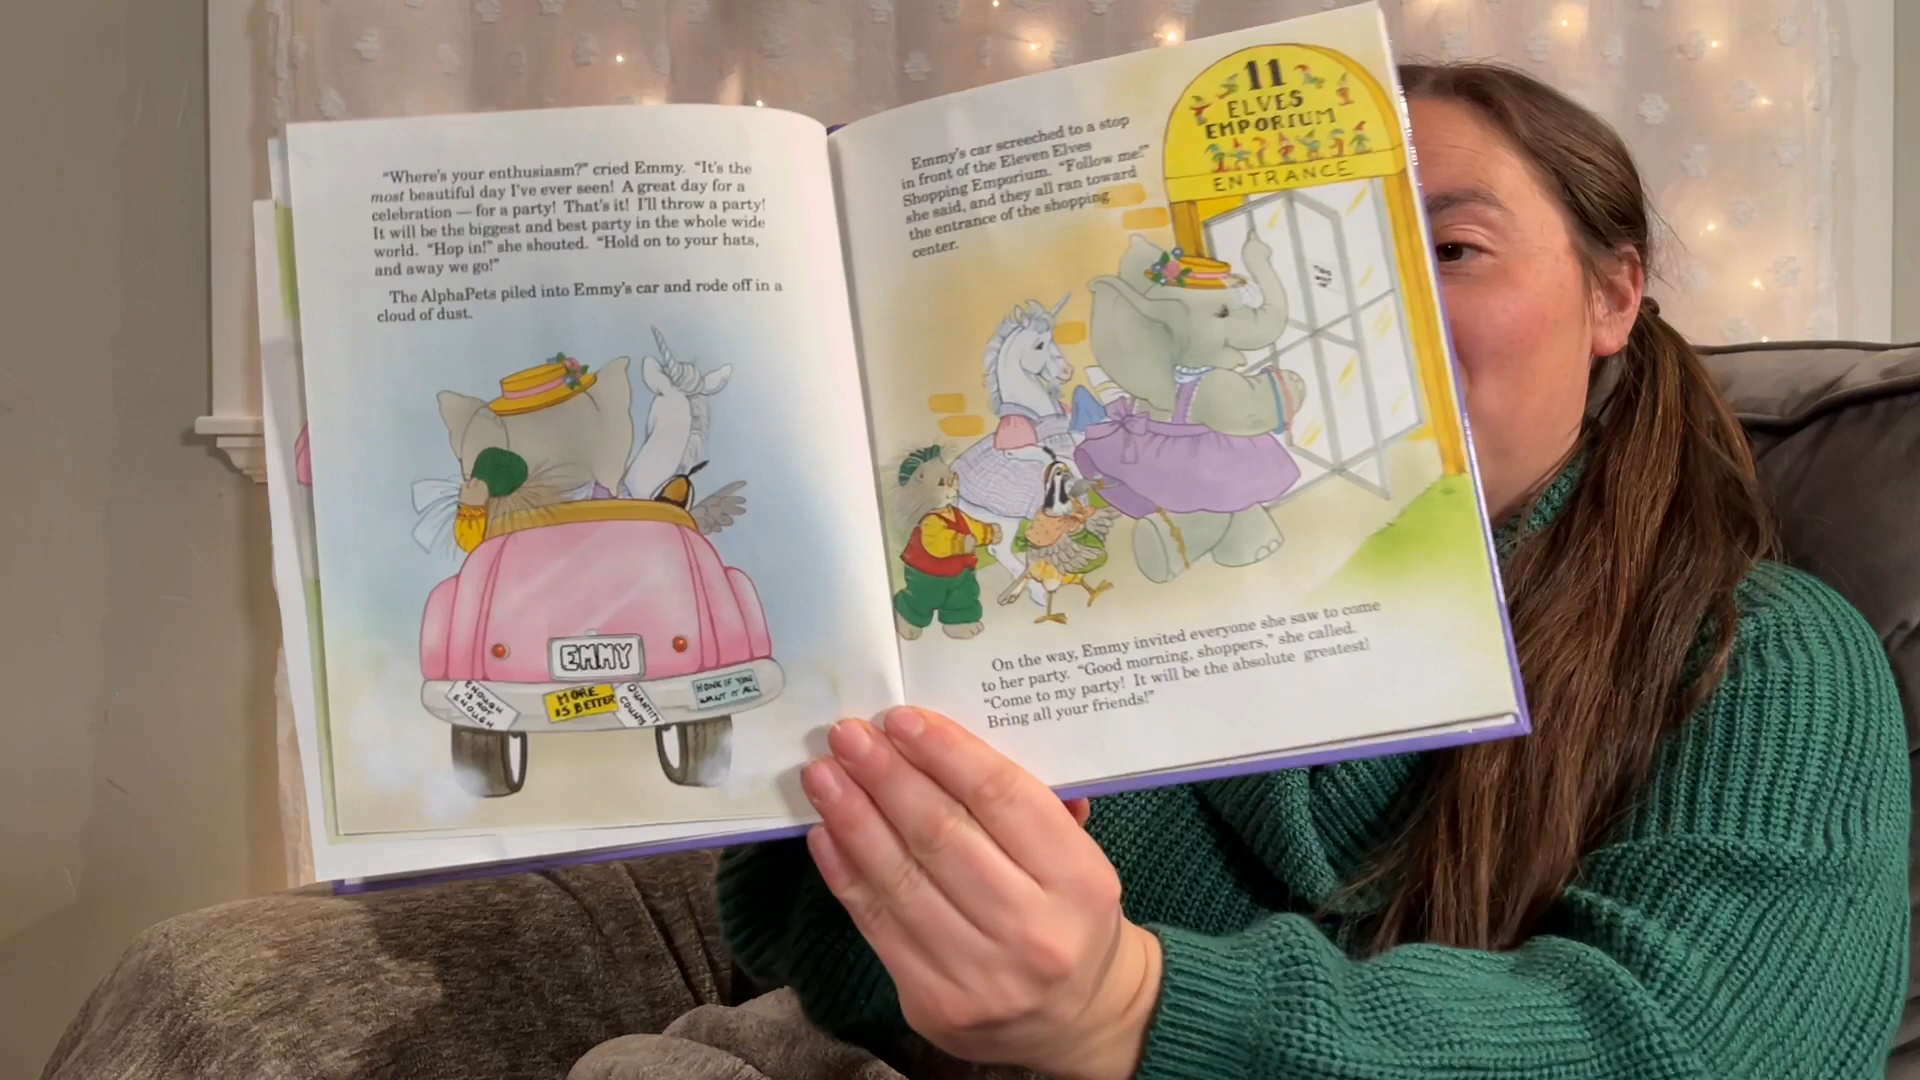 "Where's your enthusiasm?" cried Emmy. "It's the
most beautiful day I've ever seen! A great day for a
celebration — for a party! That's it! I'll throw a party!
It will be the biggest and best party in the whole wide
world. "Hop in!" she shouted. "Hold on to your hats,
and away we go!"
The AlphaPets piled into Emmy's car and rode off in a
cloud of dust.
EMMY
ENOUGH
IS NOT
ENOUGH
MORE
IS BETTER
QUANTITY
COUNTS
HONK IF YOU
WANT IT ALL
Emmy's car screeched to a stop
in front of the Eleven Elves
Shopping Emporium. "Follow me!"
she said, and they all ran toward
the entrance of the shopping
center.
11
ELVES
EMPORIUM
ENTRANCE
On the way, Emmy invited everyone she saw to come
to her party. "Good morning, shoppers," she called.
"Come to my party! It will be the absolute greatest!
Bring all your friends!"